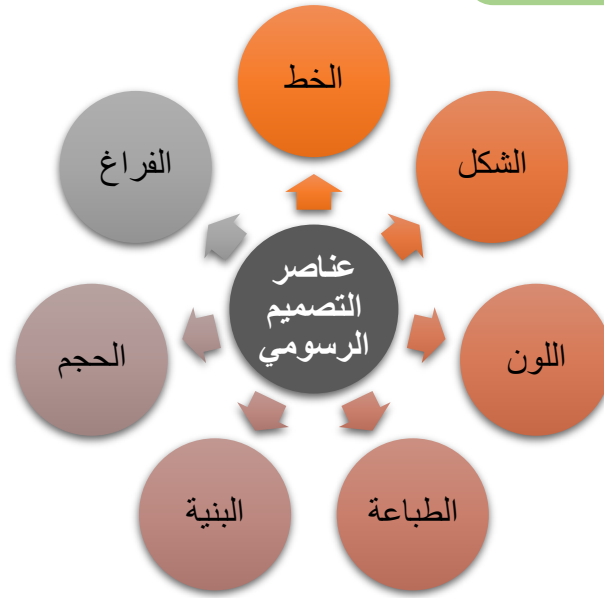 عناصر
التصميم
الرسومي
الخط
الشكل
اللون
الطباعة
البنية
الحجم
الفراغ